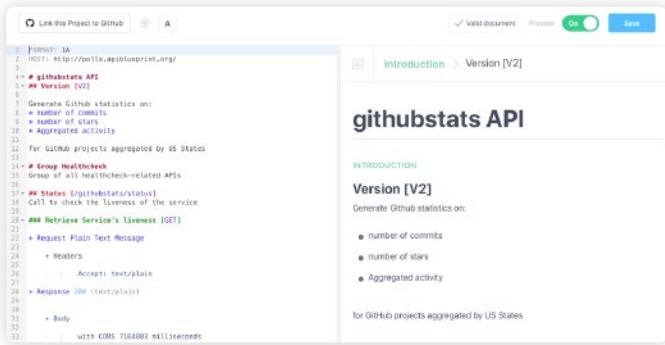 Link this Project to GitHub
A
Valid document
Preview
On
Save
1 FORMAT: 1A
2 HOST: http://polls.apiblueprint.org/
3
4 # githubstats API
5 ## Version [V2]
6
7 Generate Github statistics on:
8 + number of commits
9 + number of stars
10 + Aggregated activity
11
12 for GitHub projects aggregated by US States
13
14 # Group Healthcheck
15 Group of all healthcheck-related APIs
16
17 ## States [/githubstats/status]
18 Call to check the liveness of the service
19
20 ### Retrieve Service's liveness [GET]
21
22 + Request Plain Text Message
23
24 + Headers
25
26 Accept: text/plain
27
28 + Response 200 (text/plain)
29
30
31 + Body
32
33 with CORS 7164003 milliseconds
Introduction > Version [V2]
githubstats API
INTRODUCTION
Version [V2]
Generate Github statistics on:
number of commits
number of stars
Aggregated activity
for GitHub projects aggregated by US States